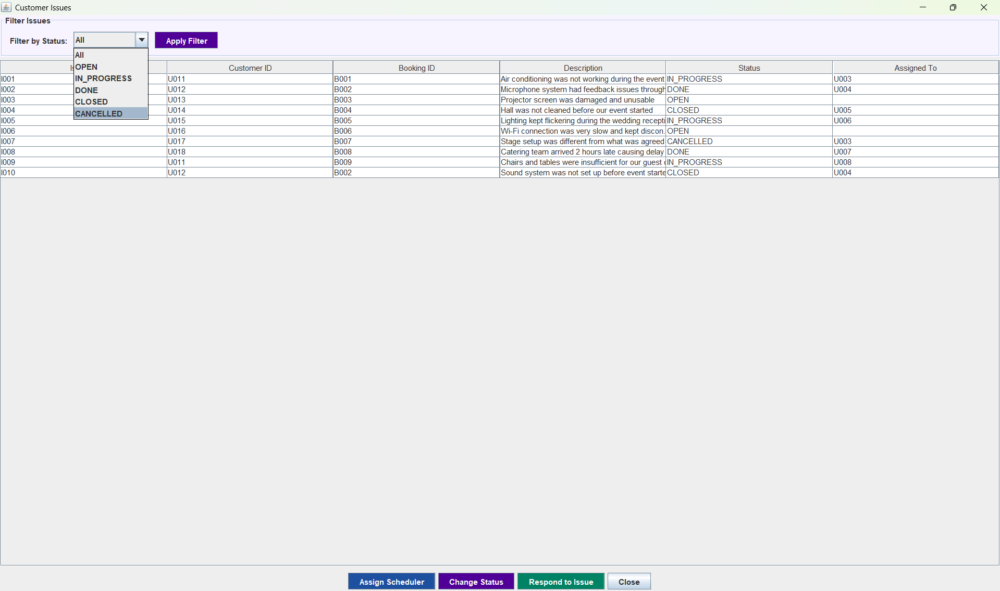 Customer Issues
Filter Issues
Filter by Status: All Apply Filter
All
OPEN
IN_PROGRESS
DONE
CLOSED
CANCELLED
Customer ID Booking ID Description Status Assigned To
I001 U011 B001 Air conditioning was not working during the event IN_PROGRESS U003
I002 U012 B002 Microphone system had feedback issues through DONE U004
I003 U013 B003 Projector screen was damaged and unusable OPEN
I004 U014 B004 Hall was not cleaned before our event started CLOSED U005
I005 U015 B005 Lighting kept flickering during the wedding recepti IN_PROGRESS U006
I006 U016 B006 Wi-Fi connection was very slow and kept discon. OPEN
I007 U017 B007 Stage setup was different from what was agreed CANCELLED U003
I008 U018 B008 Catering team arrived 2 hours late causing delay DONE U007
I009 U011 B009 Chairs and tables were insufficient for our guest IN_PROGRESS U008
I010 U012 B002 Sound system was not set up before event starte CLOSED U004
Assign Scheduler Change Status Respond to Issue Close